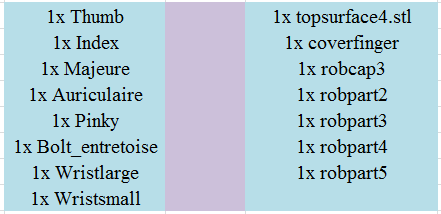 1x Thumb
1x Index
1x Majeure
1x Auriculaire
1x Pinky
1x Bolt_entretoise
1x Wristlarge
1x Wristsmall
1x topsurface4.stl
1x coverfinger
1x robcap3
1x robpart2
1x robpart3
1x robpart4
1x robpart5